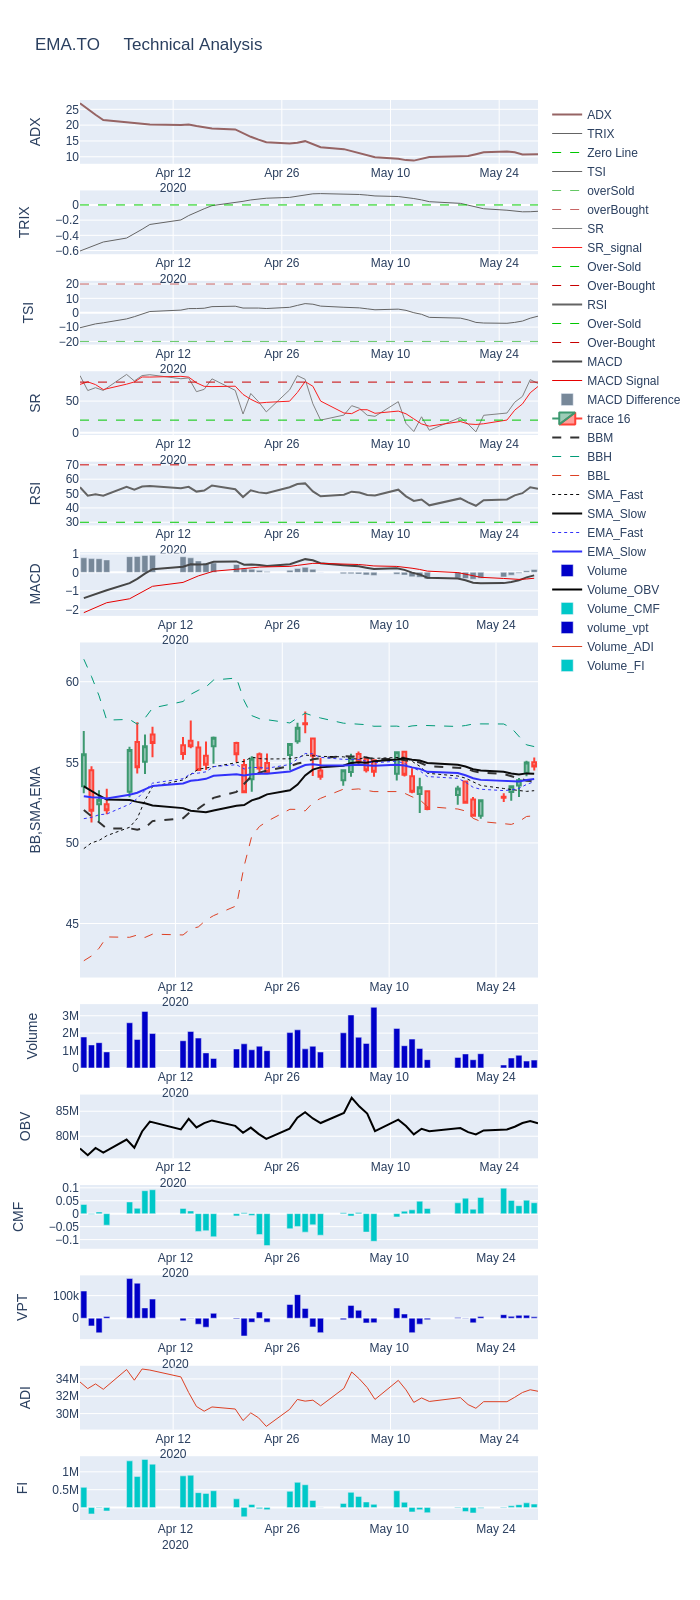 EMA.TO Technical Analysis
ADX
25
20
15
10
Apr 12
2020
Apr 26
May 10
May 24
TRIX
0
−0.2
−0.4
−0.6
Apr 12
2020
Apr 26
May 10
May 24
TSI
20
10
0
−10
−20
Apr 12
2020
Apr 26
May 10
May 24
SR
50
0
Apr 12
2020
Apr 26
May 10
May 24
RSI
70
60
50
40
30
Apr 12
2020
Apr 26
May 10
May 24
MACD
1
0
−1
−2
Apr 12
2020
Apr 26
May 10
May 24
BB,SMA,EMA
60
55
50
45
Apr 12
2020
Apr 26
May 10
May 24
Volume
3M
2M
1M
0
Apr 12
2020
Apr 26
May 10
May 24
OBV
85M
80M
Apr 12
2020
Apr 26
May 10
May 24
CMF
0.1
0.05
0
−0.05
−0.1
Apr 12
2020
Apr 26
May 10
May 24
VPT
100k
0
Apr 12
2020
Apr 26
May 10
May 24
ADI
34M
32M
30M
Apr 12
2020
Apr 26
May 10
May 24
FI
1M
0.5M
0
Apr 12
2020
Apr 26
May 10
May 24
ADX
TRIX
Zero Line
TSI
overSold
overBought
SR
SR_signal
Over-Sold
Over-Bought
RSI
Over-Sold
Over-Bought
MACD
MACD Signal
MACD Difference
trace 16
BBM
BBH
BBL
SMA_Fast
SMA_Slow
EMA_Fast
EMA_Slow
Volume
Volume_OBV
Volume_CMF
volume_vpt
Volume_ADI
Volume_FI